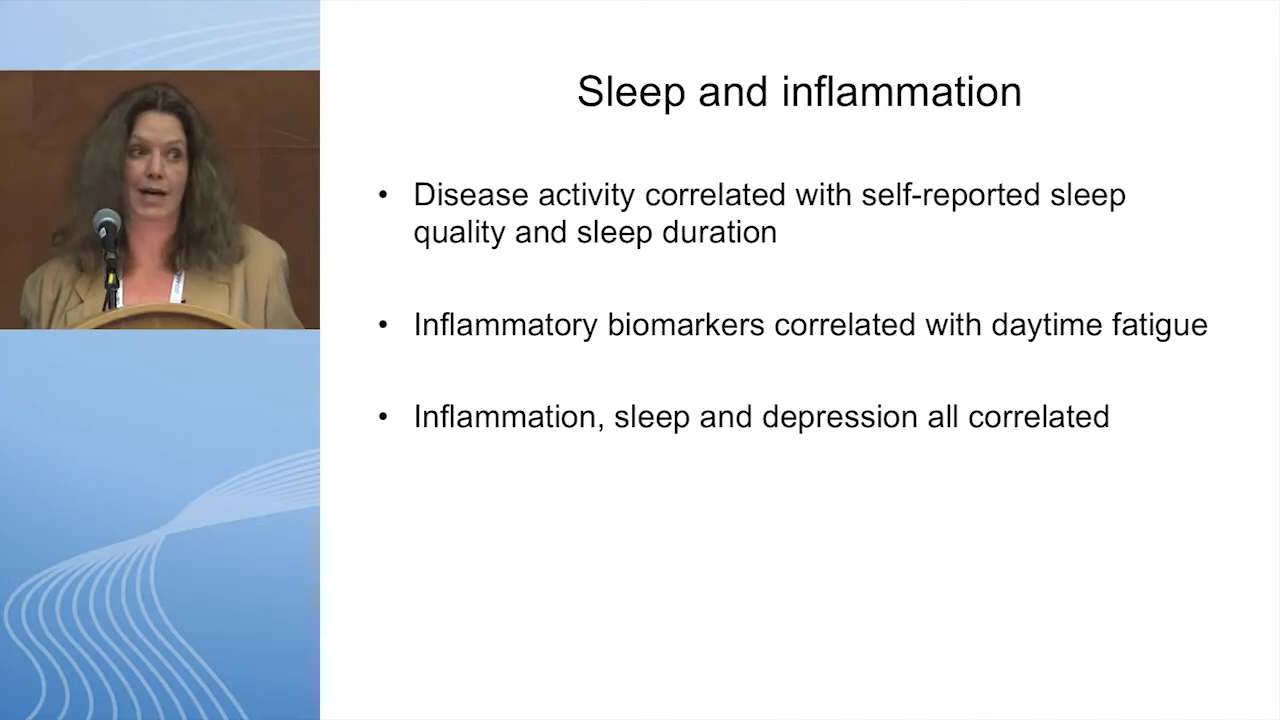 Sleep and inflammation
• Disease activity correlated with self-reported sleep
quality and sleep duration
• Inflammatory biomarkers correlated with daytime fatigue
• Inflammation, sleep and depression all correlated